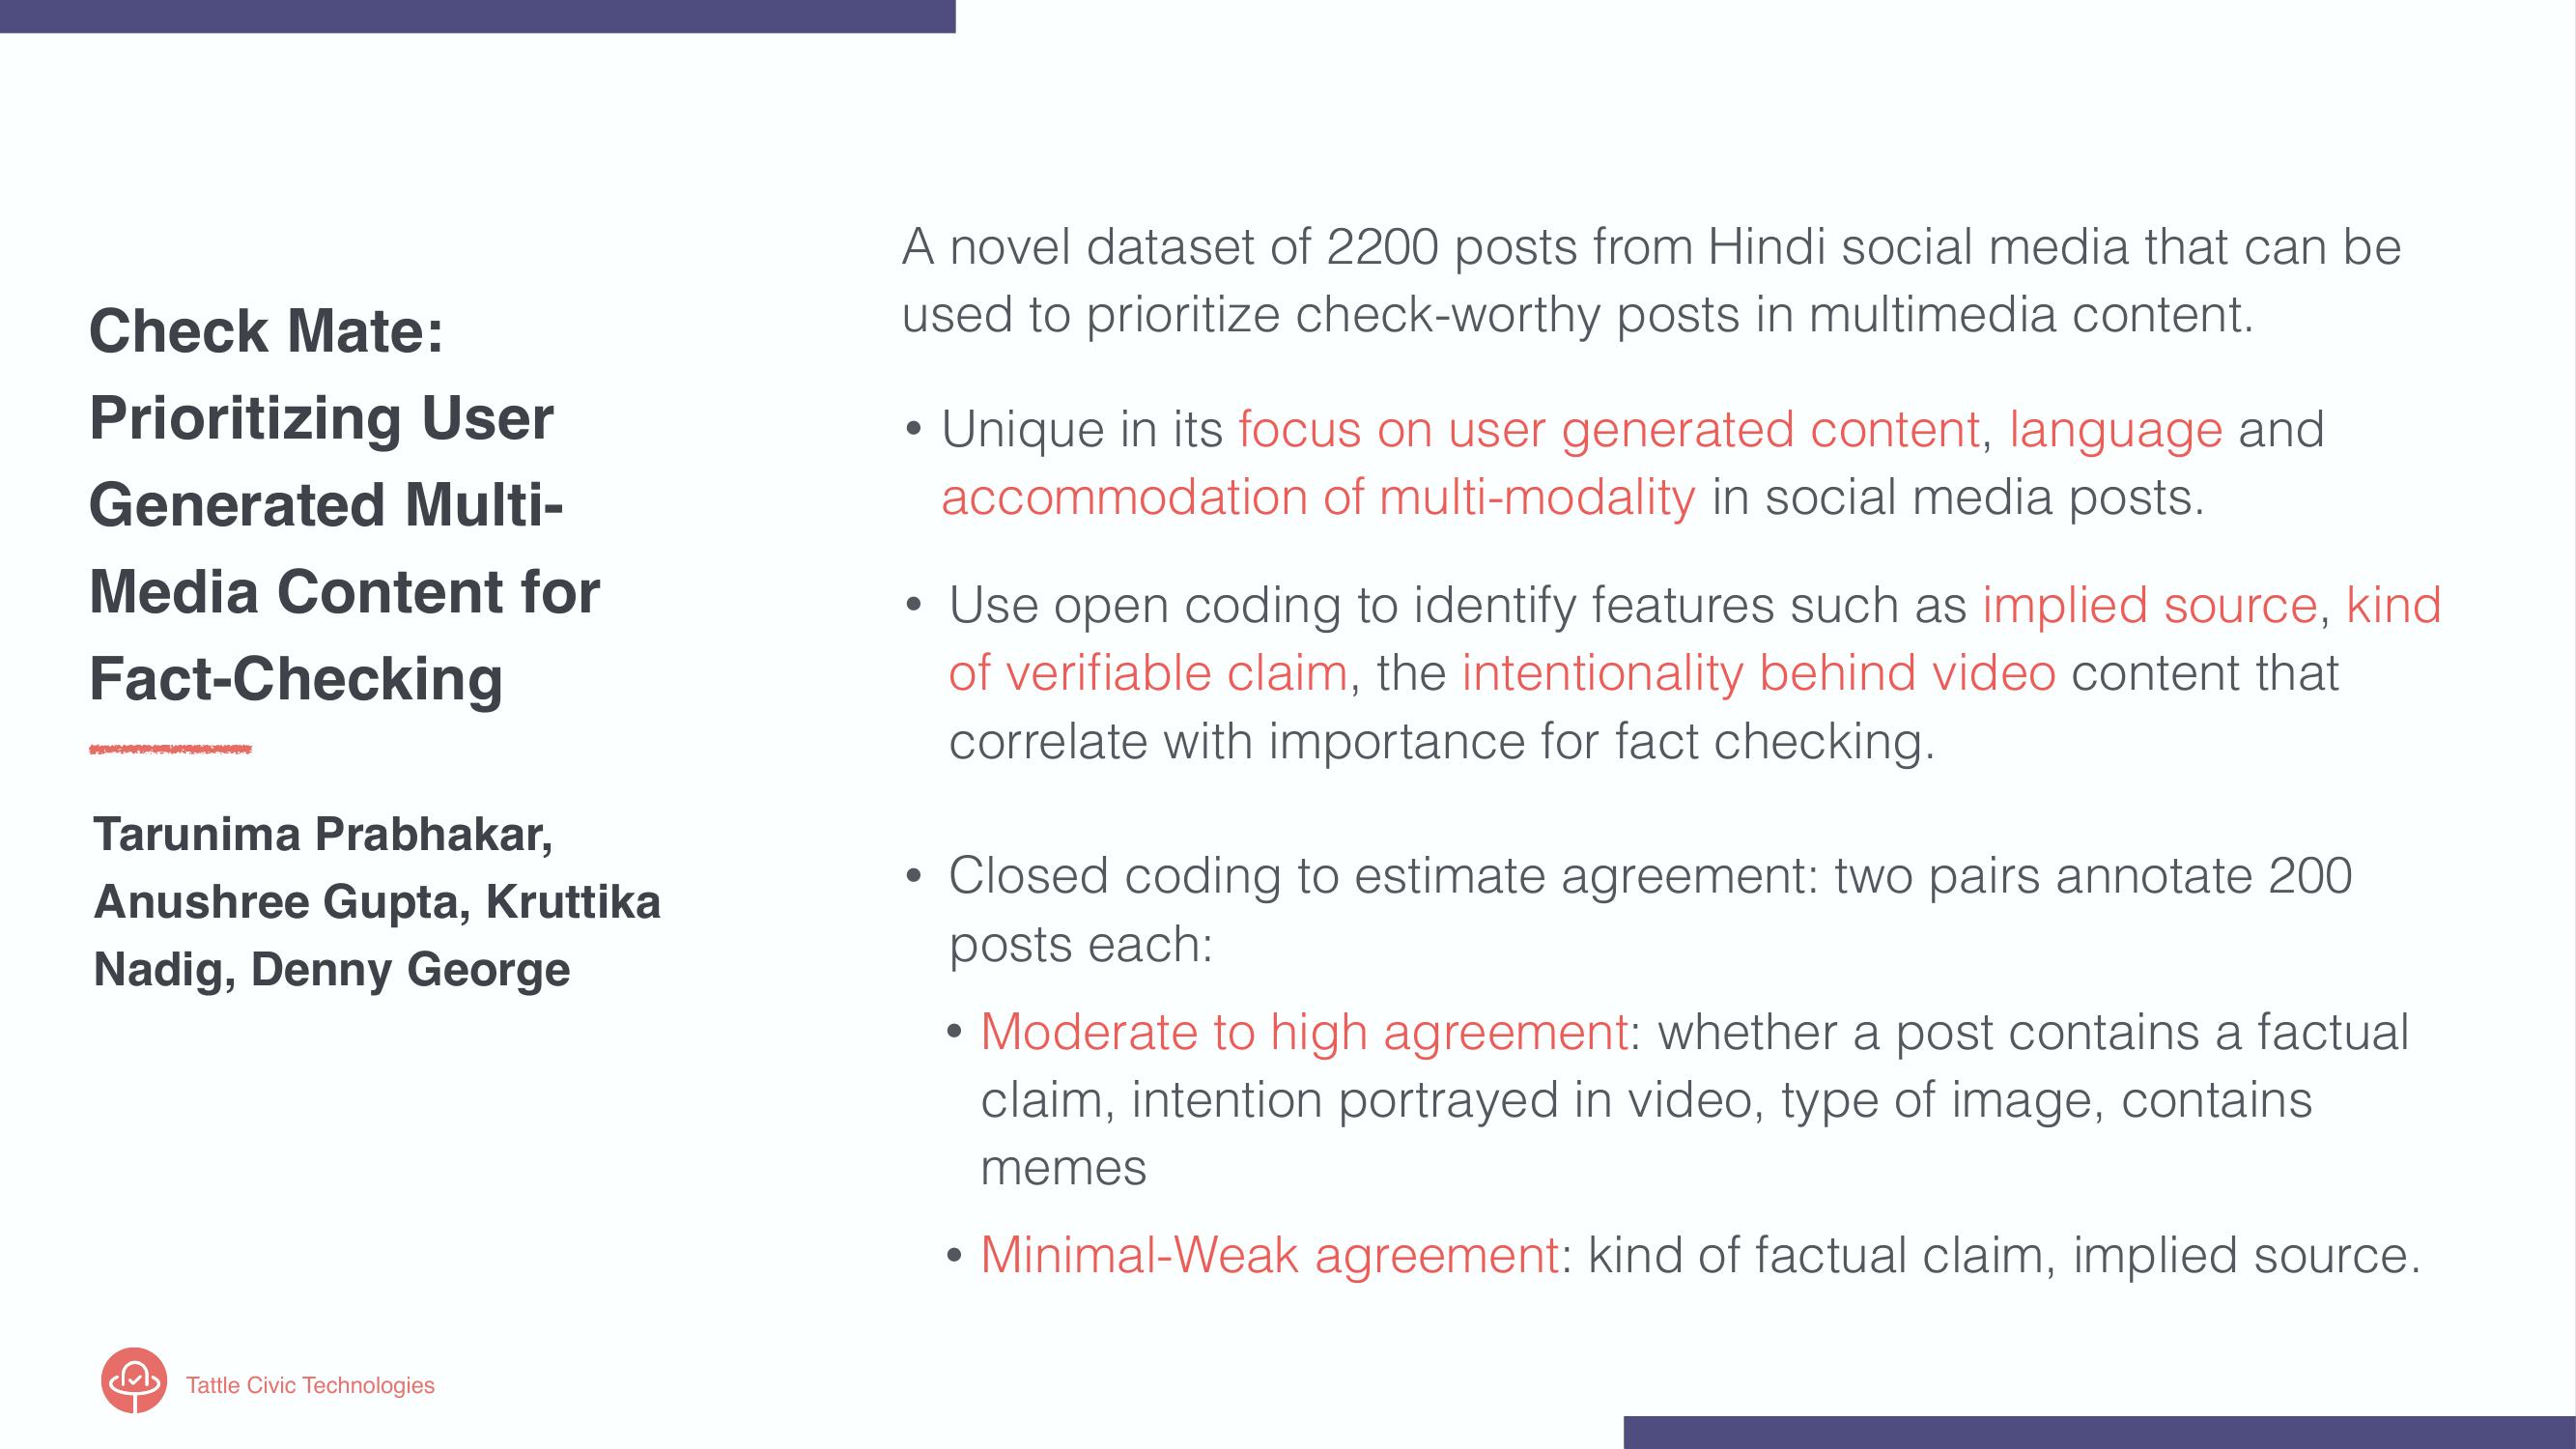 Check Mate:
Prioritizing User
Generated Multi-
Media Content for
Fact-Checking
Tarunima Prabhakar,
Anushree Gupta, Kruttika
Nadig, Denny George
A novel dataset of 2200 posts from Hindi social media that can be
used to prioritize check-worthy posts in multimedia content.
• Unique in its focus on user generated content, language and
accommodation of multi-modality in social media posts.
• Use open coding to identify features such as implied source, kind
of verifiable claim, the intentionality behind video content that
correlate with importance for fact checking.
• Closed coding to estimate agreement: two pairs annotate 200
posts each:
• Moderate to high agreement: whether a post contains a factual
claim, intention portrayed in video, type of image, contains
memes
• Minimal-Weak agreement: kind of factual claim, implied source.
Tattle Civic Technologies